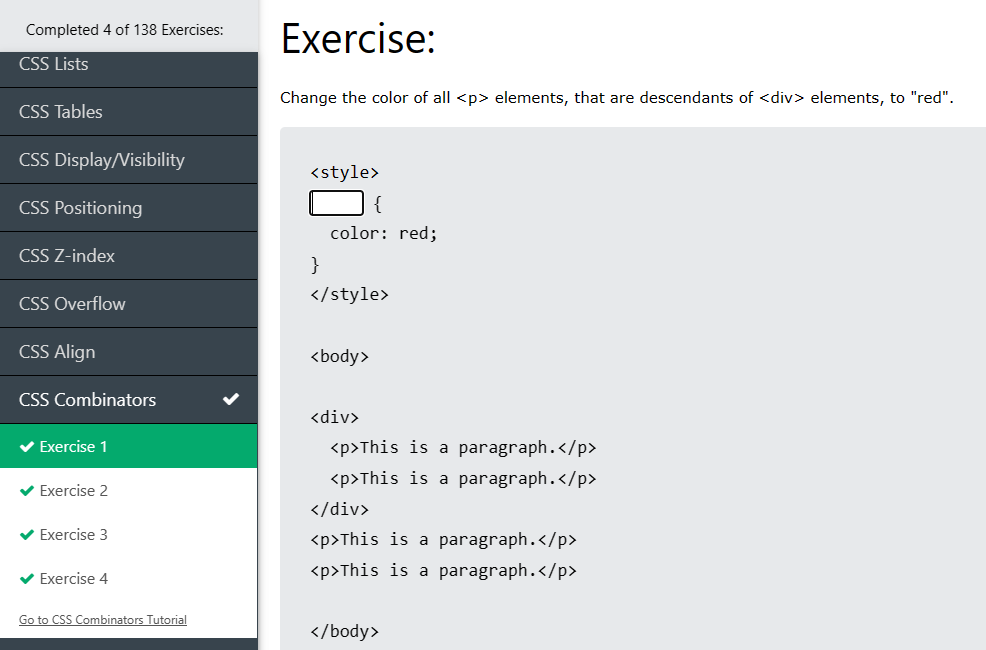 Completed 4 of 138 Exercises:
CSS Lists
CSS Tables
CSS Display/Visibility
CSS Positioning
CSS Z-index
CSS Overflow
CSS Align
CSS Combinators
Exercise 1
Exercise 2
Exercise 3
Exercise 4
Go to CSS Combinators Tutorial
Exercise:
Change the color of all <p> elements, that are descendants of <div> elements, to "red".
<style>
{
color: red;
}
</style>
<body>
<div>
<p>This is a paragraph.</p>
<p>This is a paragraph.</p>
</div>
<p>This is a paragraph.</p>
<p>This is a paragraph.</p>
</body>